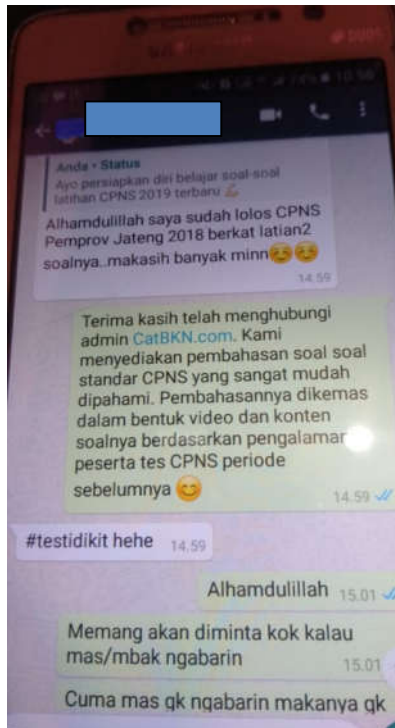 DUOS
74% 10.56
Anda • Status
Ayo persiapkan diri belajar soal-soal
latihan CPNS 2019 terbaru 💪
Alhamdulillah saya sudah lolos CPNS
Pemprov Jateng 2018 berkat latian2
soalnya..makasih banyak minn☺️☺️
14.59
Terima kasih telah menghubungi
admin CatBKN.com. Kami
menyediakan pembahasan soal soal
standar CPNS yang sangat mudah
dipahami. Pembahasannya dikemas
dalam bentuk video dan konten
soalnya berdasarkan pengalaman
peserta tes CPNS periode
sebelumnya 😊
14.59
#testidikit hehe 14.59
Alhamdulillah 15.01
Memang akan diminta kok kalau
mas/mbak ngabarin
15.01
Cuma mas gk ngabarin makanya gk